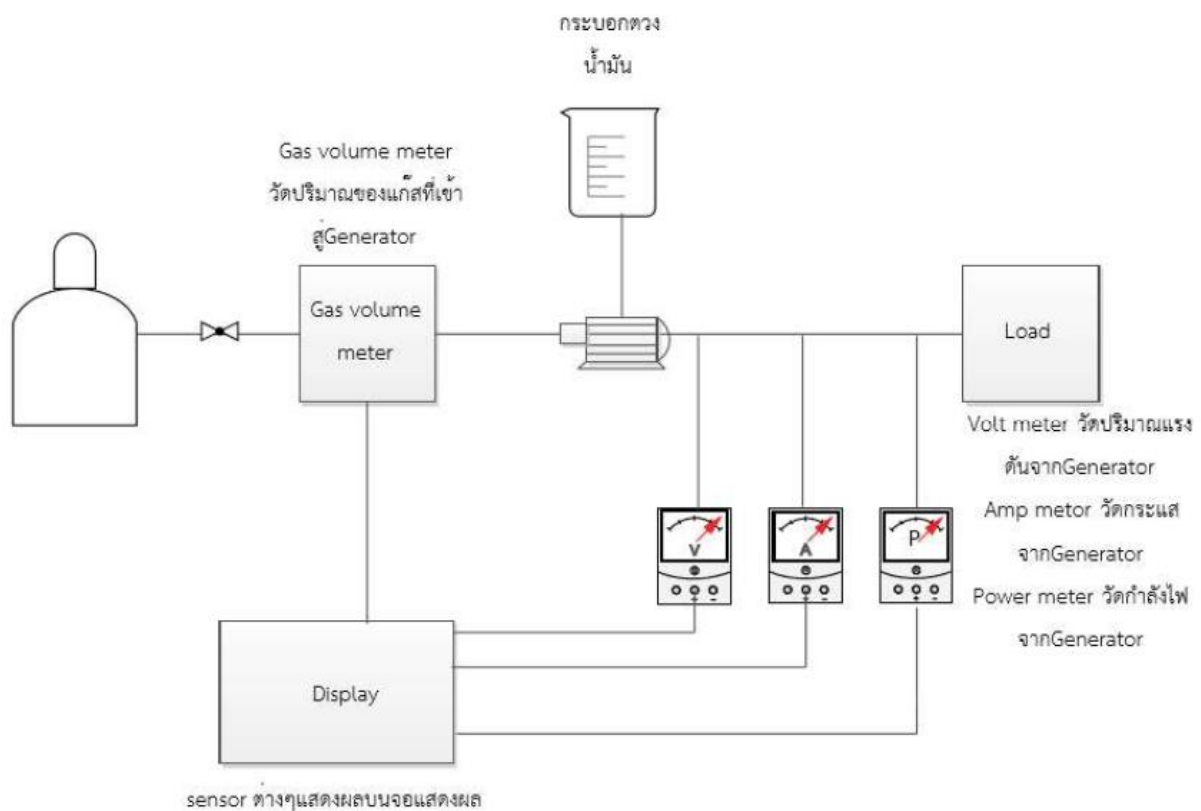 กระบอกตวง
น้ำมัน
Gas volume meter
วัดปริมาณของแก๊สที่เข้า
สู่Generator
Gas volume
meter
Load
Volt meter วัดปริมาณแรง
ดันจากGenerator
Amp metor วัดกระแส
จากGenerator
Power meter วัดกำลังไฟ
จากGenerator
V
A
P
Display
sensor ต่างๆแสดงผลบนจอแสดงผล